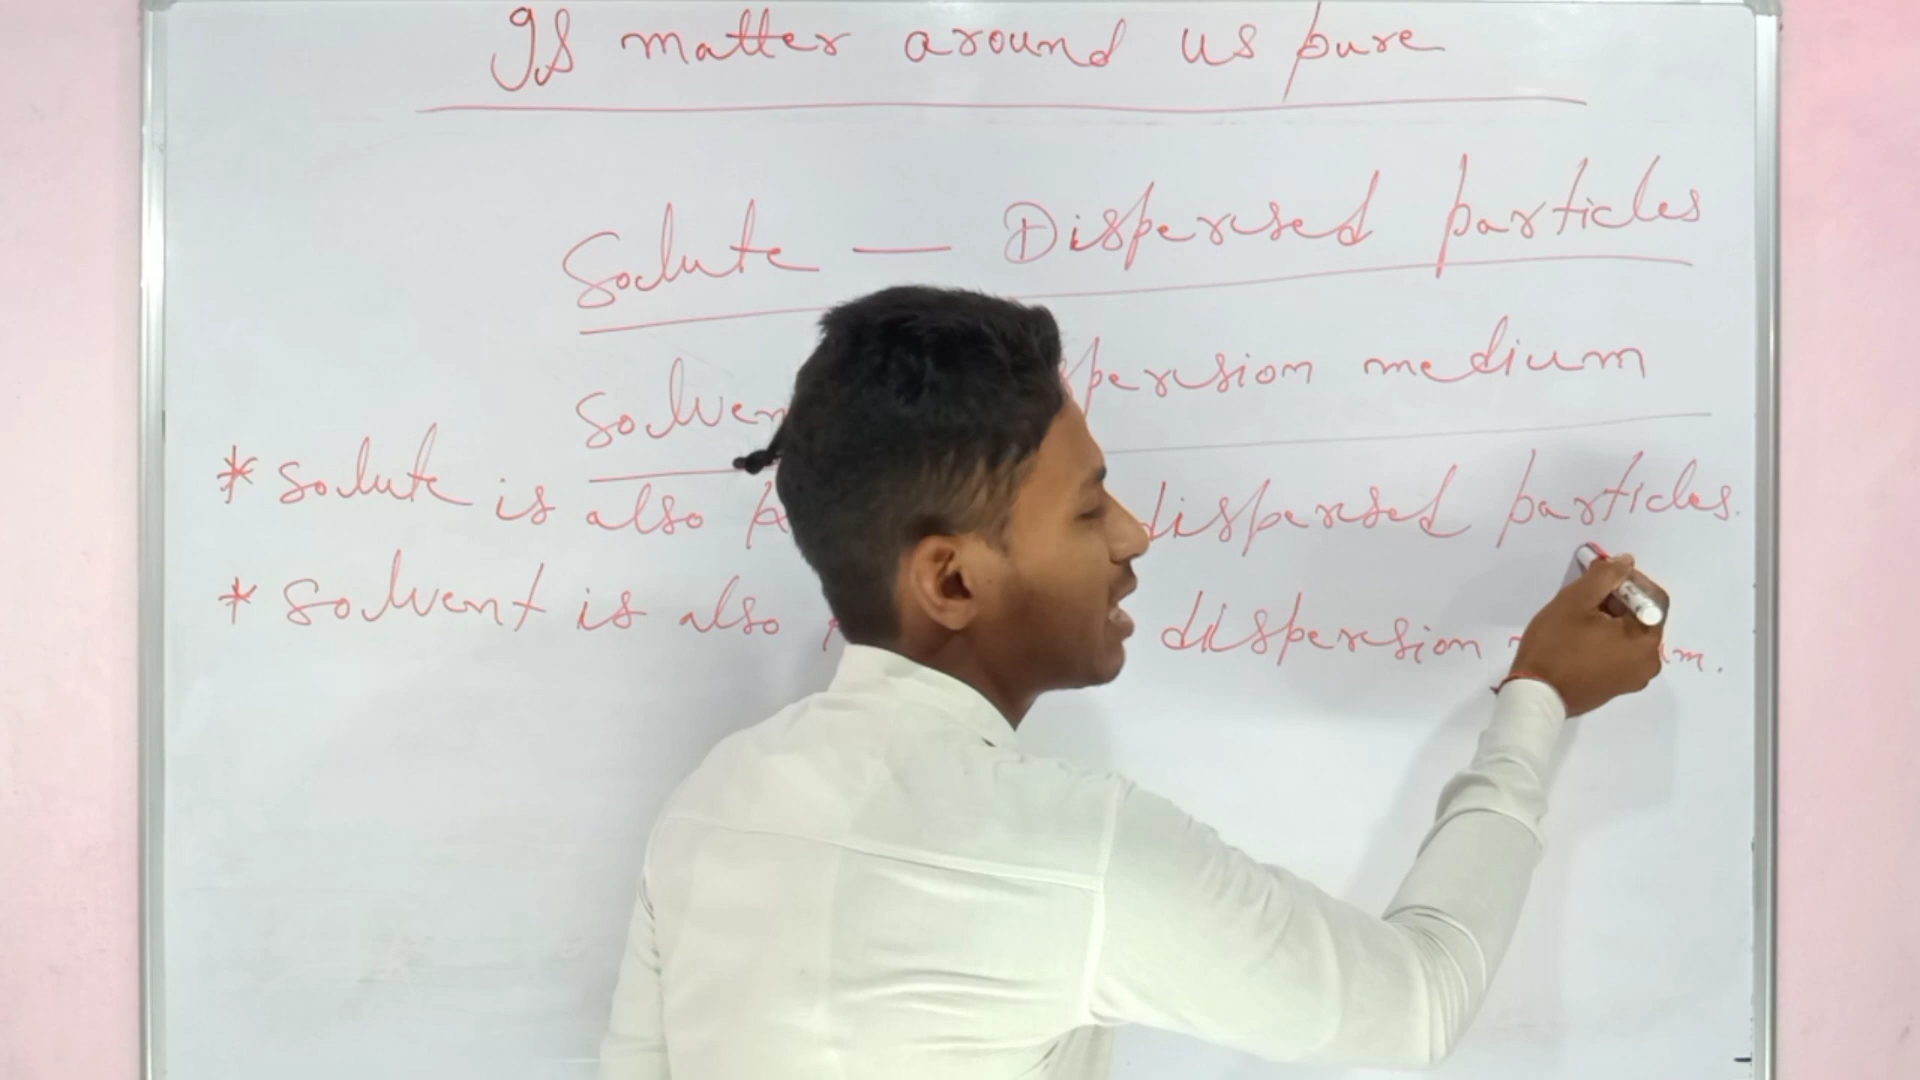 Is matter around us pure
Solute — Dispersed particles
Solven persion medium
* Solute is also dispersed particles.
* Solvent is also dispersion m.